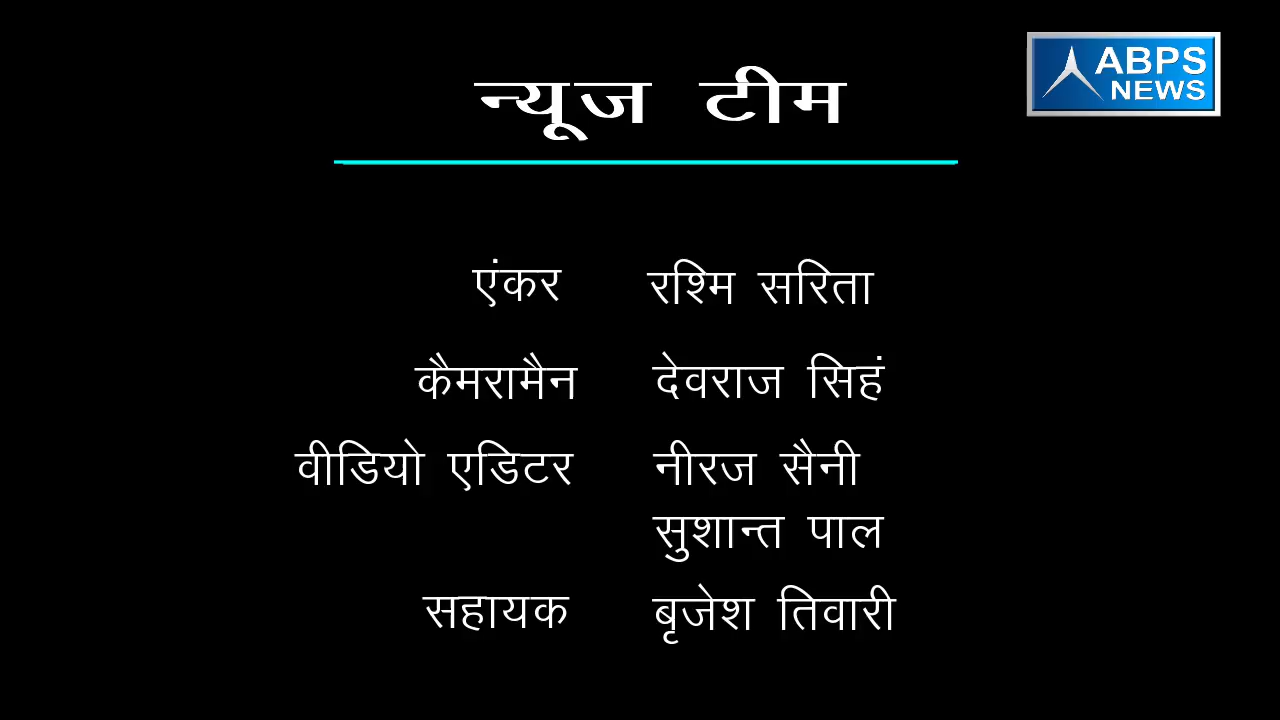 न्यूज टीम
ABPS
NEWS
एंकर रश्मि सरिता
कैमरामैन देवराज सिहं
वीडियो एडिटर नीरज सैनी
सुशान्त पाल
सहायक बृजेश तिवारी